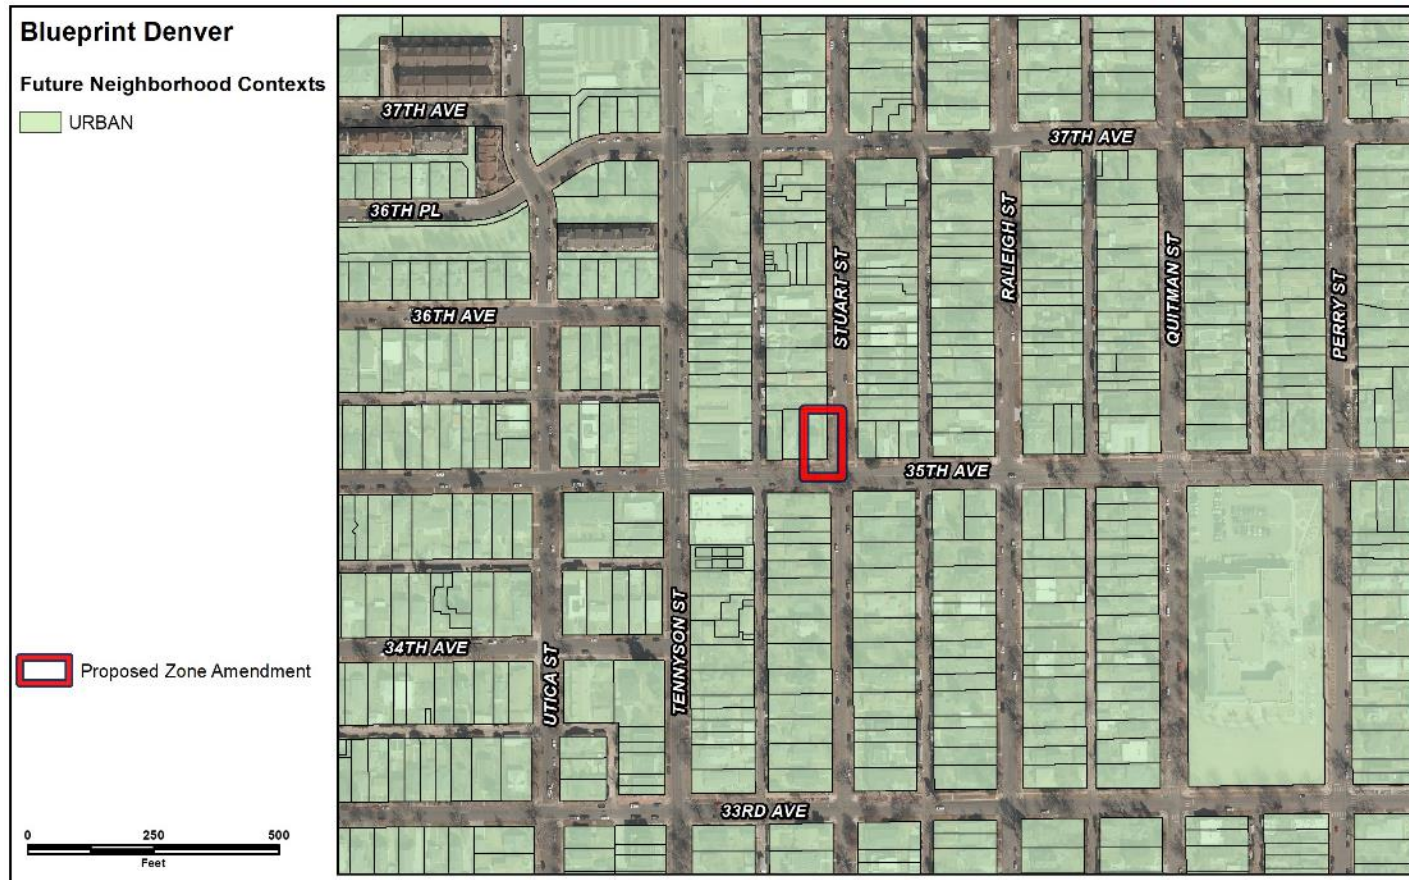 Blueprint Denver
Future Neighborhood Contexts
URBAN
Proposed Zone Amendment
0 250 500
Feet
37TH AVE
37TH AVE
36TH PL
STUART ST
RALEIGH ST
QUITMAN ST
PERRY ST
36TH AVE
35TH AVE
34TH AVE
UTICA ST
TENNYSON ST
33RD AVE